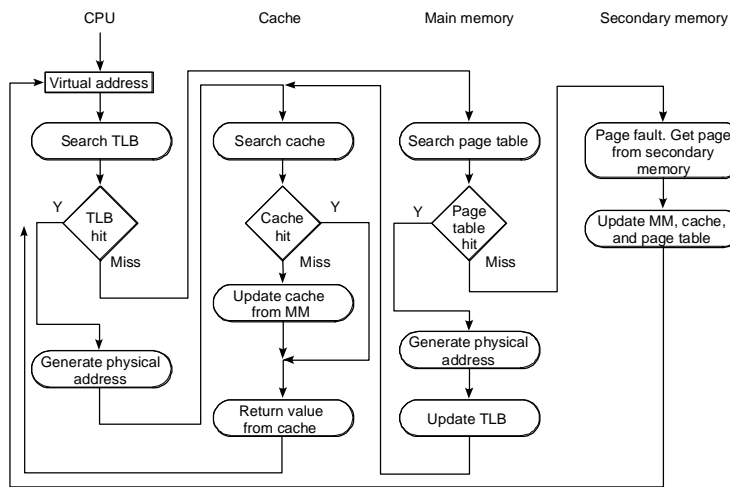 CPU
Cache
Main memory
Secondary memory
Virtual address
Search TLB
Y
TLB
hit
Miss
Generate physical
address
Search cache
Cache
hit
Y
Miss
Update cache
from MM
Return value
from cache
Search page table
Y
Page
table
hit
Miss
Generate physical
address
Update TLB
Page fault. Get page
from secondary
memory
Update MM, cache,
and page table